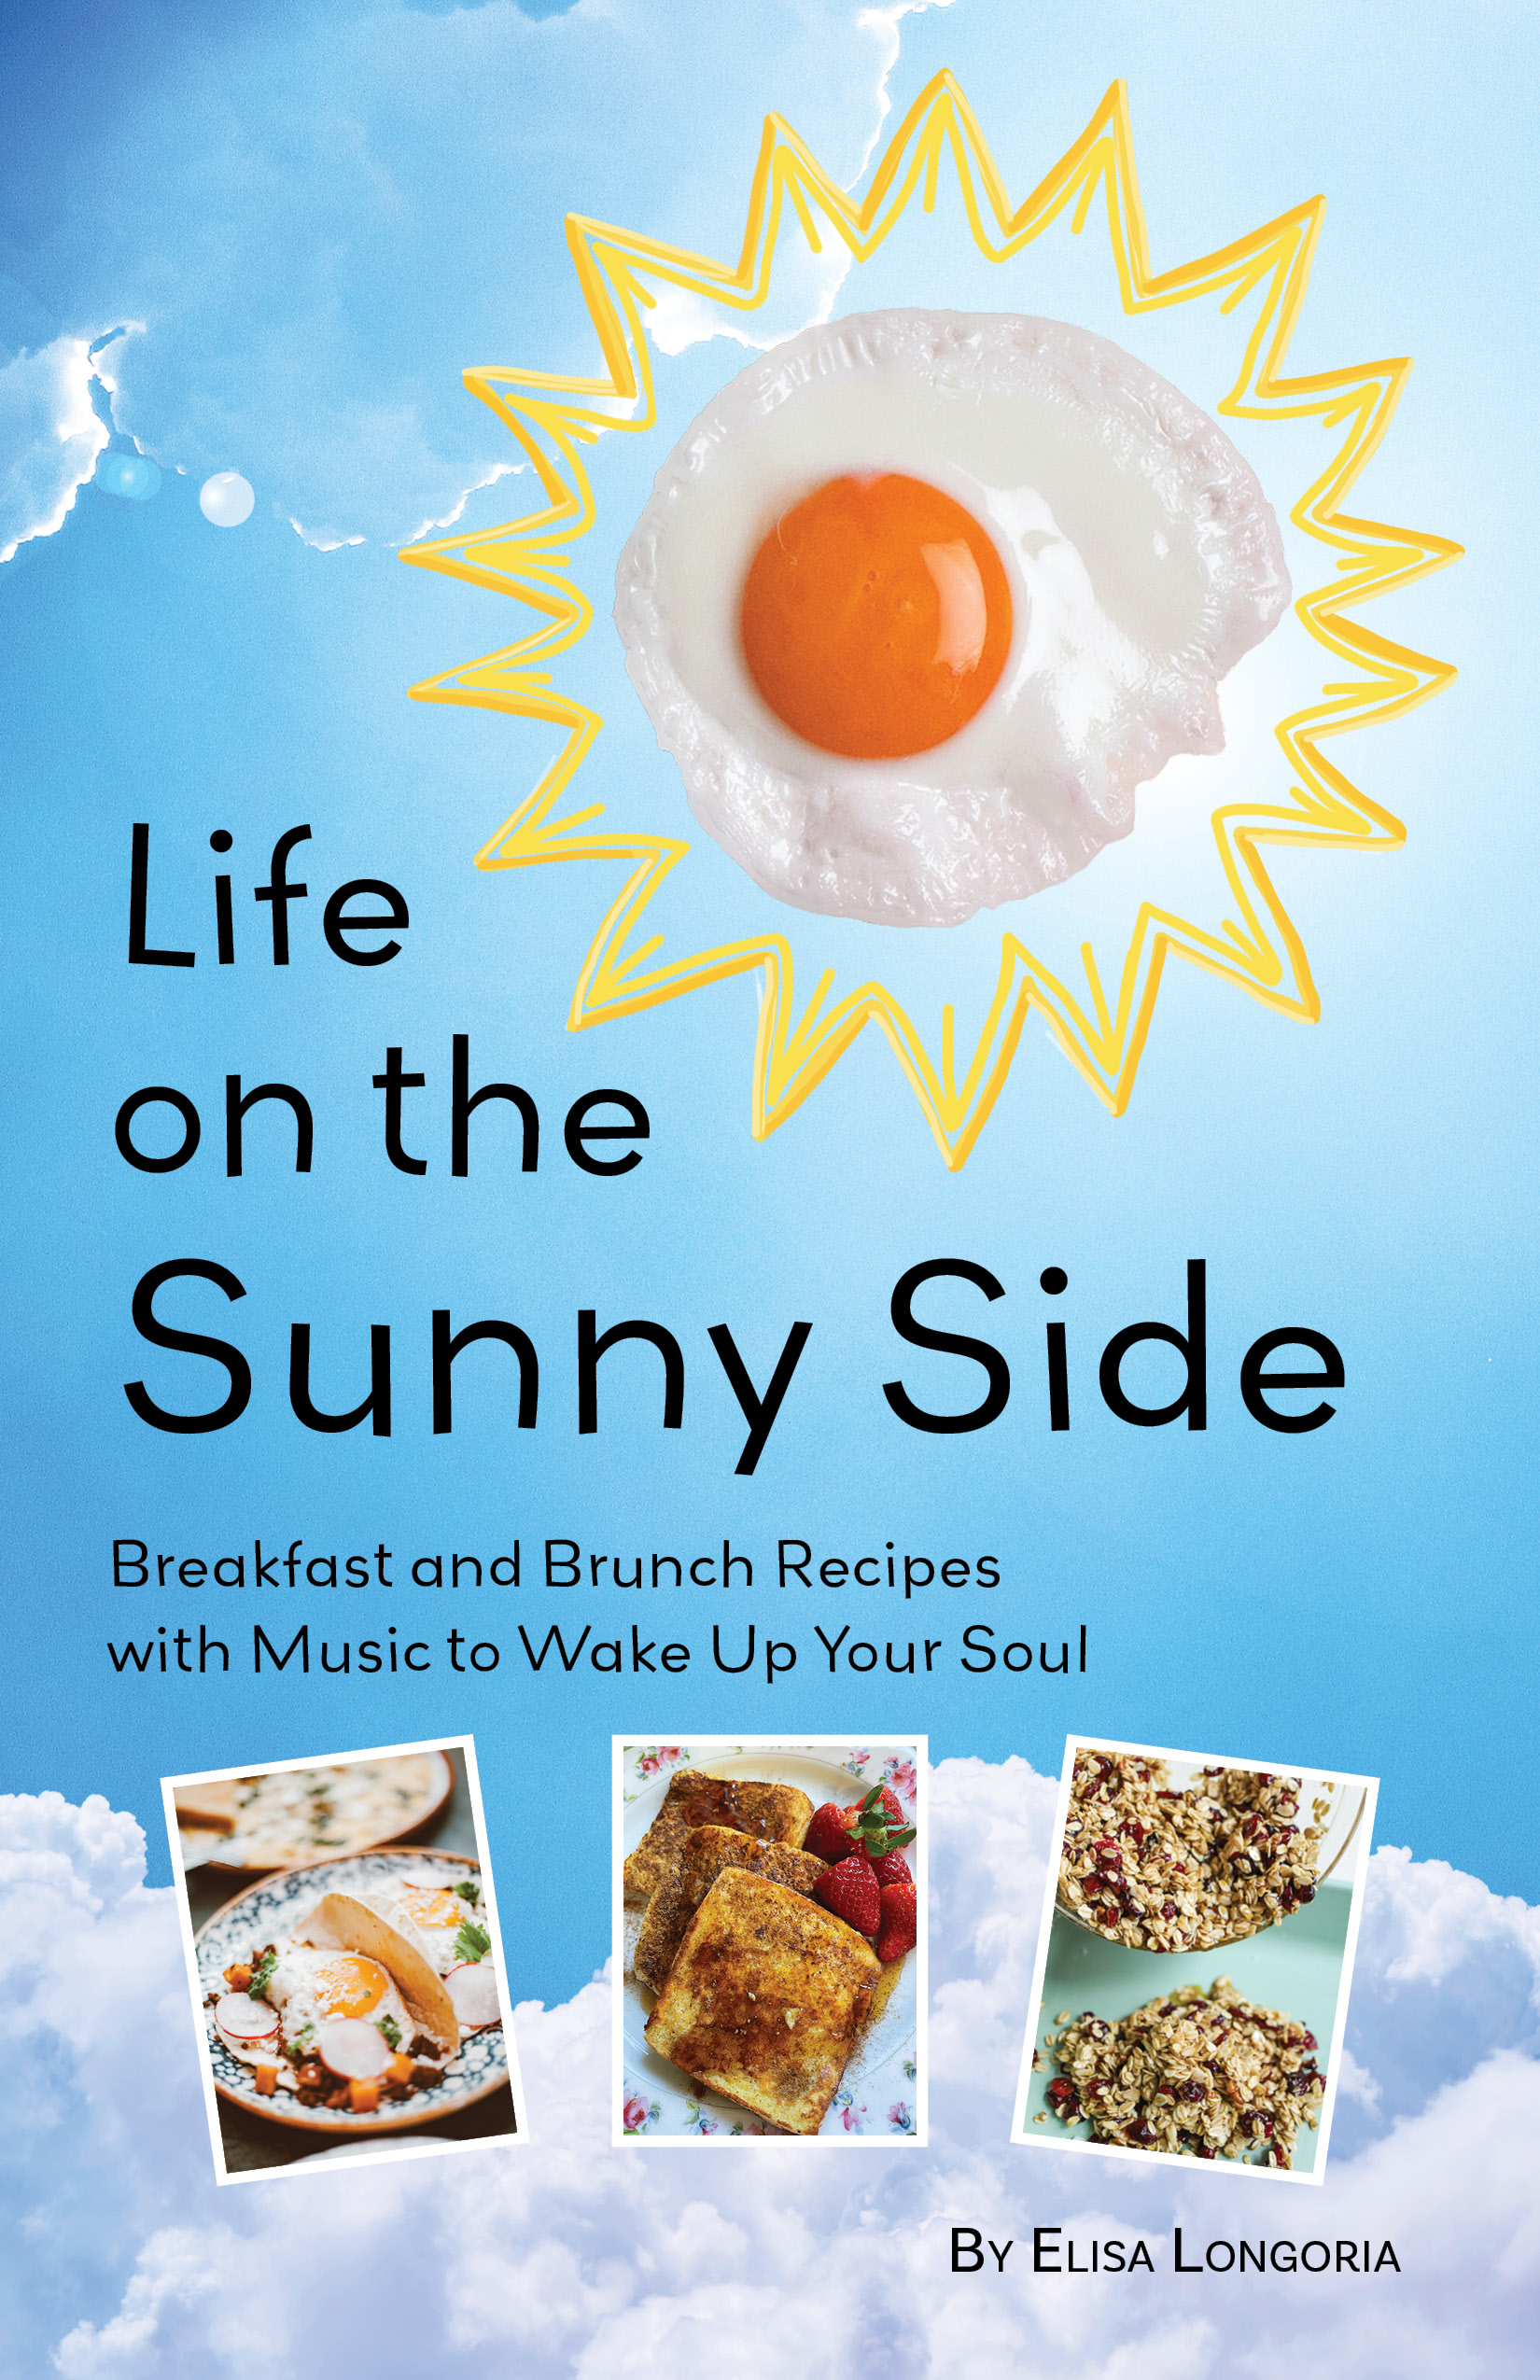 Life
on the
Sunny Side
Breakfast and Brunch Recipes
with Music to Wake Up Your Soul
By Elisa Longoria